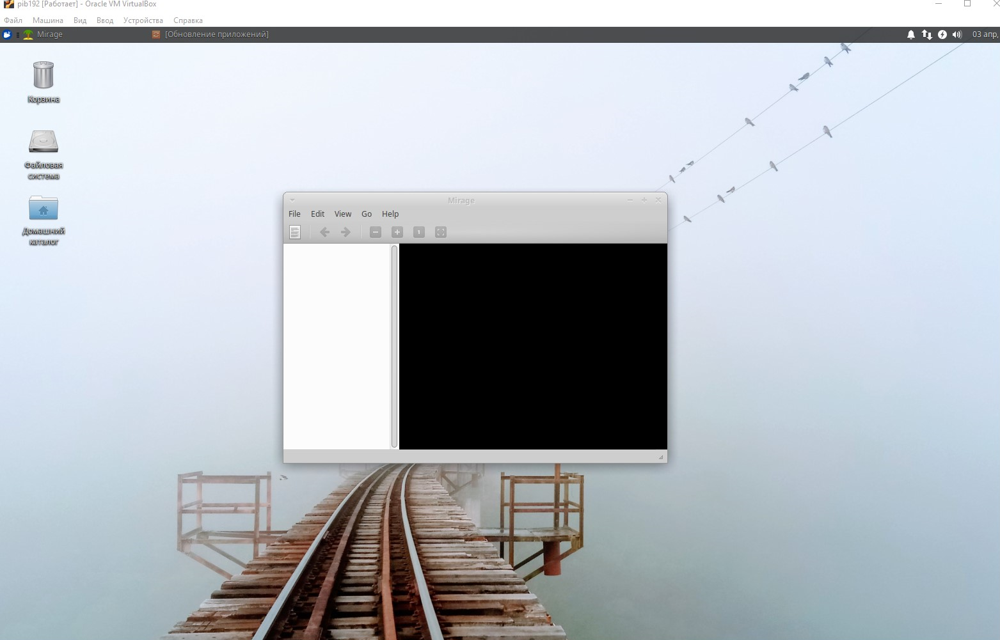 pib192 [Работает] - Oracle VM VirtualBox
Файл Машина Вид Ввод Устройства Справка
Mirage [Обновление приложений] 03 апр,
Корзина
Файловая
система
Домашний
каталог
Mirage
File Edit View Go Help
1